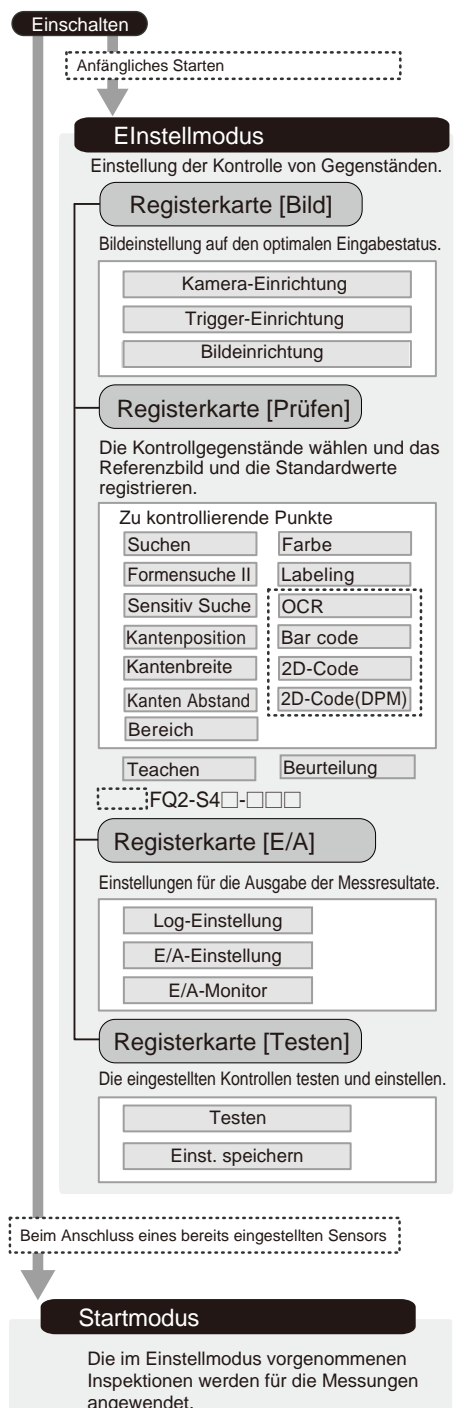 Einschalten
Anfängliches Starten
EInstellmodus
Einstellung der Kontrolle von Gegenständen.
Registerkarte [Bild]
Bildeinstellung auf den optimalen Eingabestatus.
Kamera-Einrichtung
Trigger-Einrichtung
Bildeinrichtung
Registerkarte [Prüfen]
Die Kontrollgegenstände wählen und das
Referenzbild und die Standardwerte
registrieren.
Zu kontrollierende Punkte
Suchen
Formensuche II
Sensitiv Suche
Kantenposition
Kantenbreite
Kanten Abstand
Bereich
Farbe
Labeling
OCR
Bar code
2D-Code
2D-Code(DPM)
Teachen
Beurteilung
FQ2-S4□-□□□
Registerkarte [E/A]
Einstellungen für die Ausgabe der Messresultate.
Log-Einstellung
E/A-Einstellung
E/A-Monitor
Registerkarte [Testen]
Die eingestellten Kontrollen testen und einstellen.
Testen
Einst. speichern
Beim Anschluss eines bereits eingestellten Sensors
Startmodus
Die im Einstellmodus vorgenommenen
Inspektionen werden für die Messungen
angewendet.